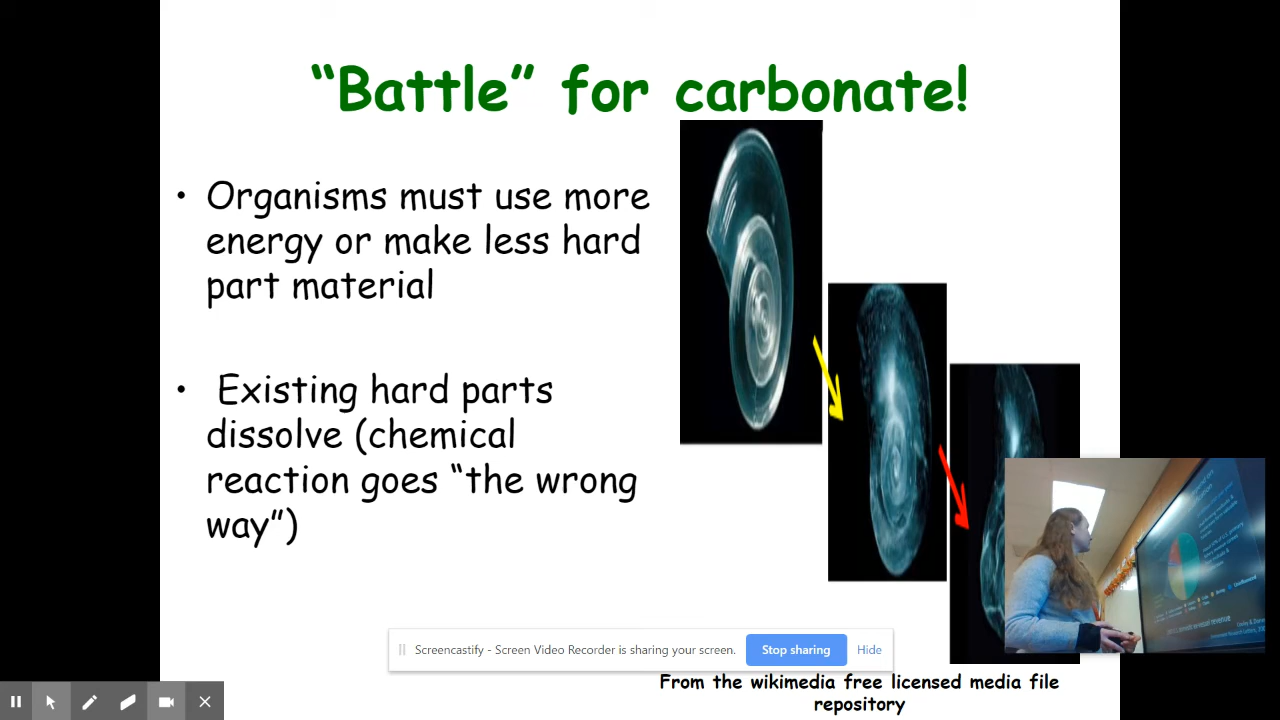 “Battle” for carbonate!
• Organisms must use more
energy or make less hard
part material
• Existing hard parts
dissolve (chemical
reaction goes “the wrong
way”)
Screencastify - Screen Video Recorder is sharing your screen.
Stop sharing
Hide
From the wikimedia free licensed media file
repository